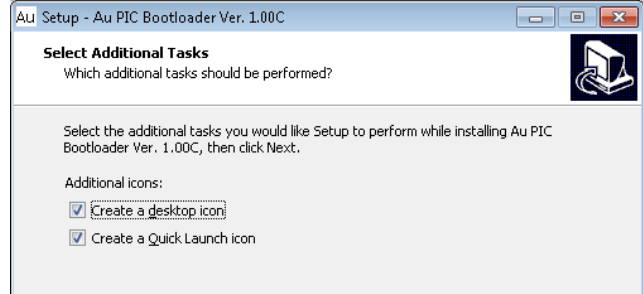 Au Setup - Au PIC Bootloader Ver. 1.00C
Select Additional Tasks
Which additional tasks should be performed?
Select the additional tasks you would like Setup to perform while installing Au PIC
Bootloader Ver. 1.00C, then click Next.
Additional icons:
Create a desktop icon
Create a Quick Launch icon